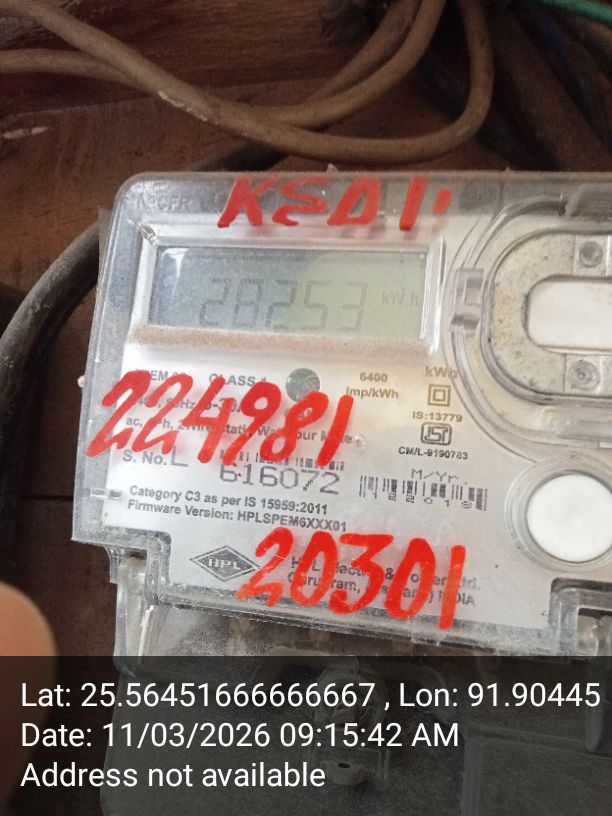 28253 kWh
CLASS 1
6400
imp/kWh
kWh
224981
IS:13779
CM/L-9190783
S. No. L 616072
M/Yr.
Category C3 as per IS 15959:2011
Firmware Version: HPLSPEM6XXX01
HPL
20301
INDIA
Lat: 25.56451666666667 , Lon: 91.90445
Date: 11/03/2026 09:15:42 AM
Address not available